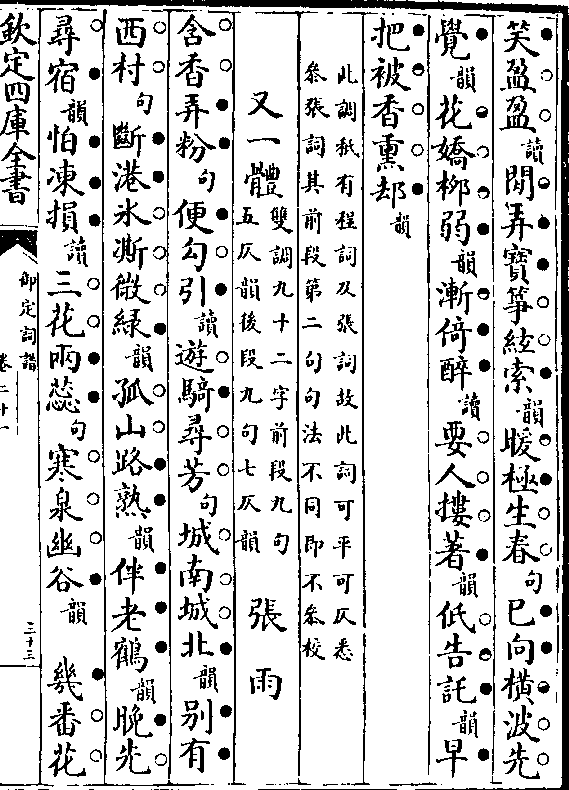 笑盈盈讀閒弄寶箏絃索韻暖極生春句已向橫波先
覺韻花嬌柳弱韻漸倚醉讀要人摟著韻低告託韻早
把被香熏却韻
此調秖有程詞及張詞故此詞可平可仄悉
叅張詞其前段第二句句法不同即不叅校
又一體雙調九十二字前段九句
五仄韻後段九句七仄韻張雨
含香弄粉句便勾引讀遊騎尋芳句城南城北韻别有
西村句斷港氷澌微綠韻孤山路熟韻伴老鶴韻晚先
尋宿韻怕凍損讀三花兩蕊句寒泉幽谷韻幾番花
欽定四庫全書
御定詞譜
卷二十一
三十三